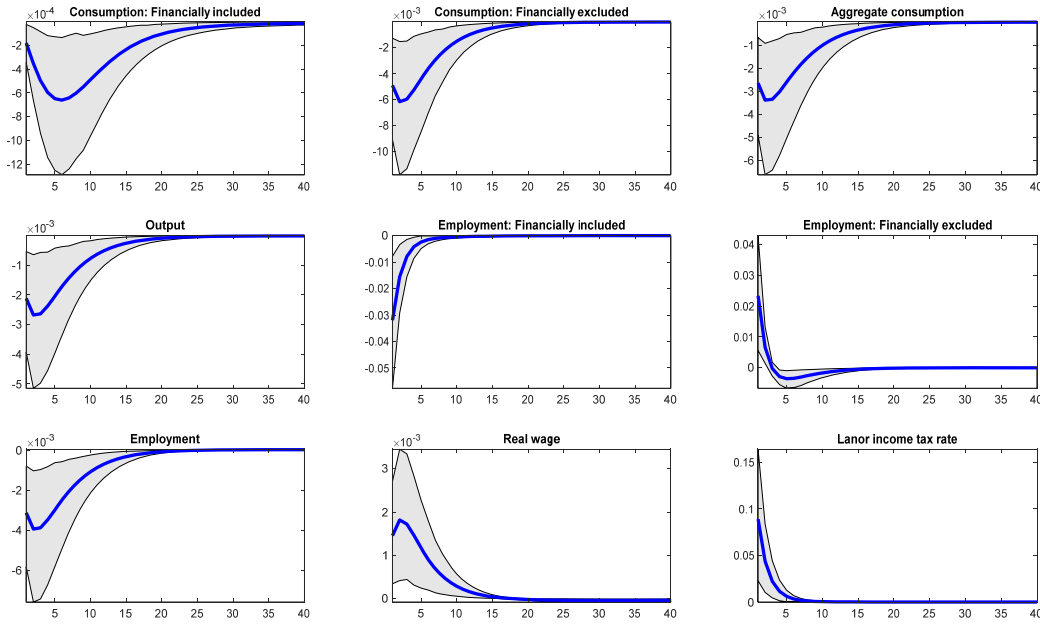 Consumption: Financially included
×10-4
-2
-4
-6
-8
-10
-12
5 10 15 20 25 30 35 40
Consumption: Financially excluded
×10-3
0
-2
-4
-6
-8
-10
5 10 15 20 25 30 35 40
Aggregate consumption
×10-3
0
-1
-2
-3
-4
-5
-6
5 10 15 20 25 30 35 40
Output
×10-3
-1
-2
-3
-4
-5
5 10 15 20 25 30 35 40
Employment: Financially included
0
-0.01
-0.02
-0.03
-0.04
-0.05
5 10 15 20 25 30 35 40
Employment: Financially excluded
0.04
0.03
0.02
0.01
0
5 10 15 20 25 30 35 40
Employment
×10-3
0
-2
-4
-6
5 10 15 20 25 30 35 40
Real wage
×10-3
3
2
1
0
5 10 15 20 25 30 35 40
Lanor income tax rate
0.15
0.1
0.05
0
5 10 15 20 25 30 35 40